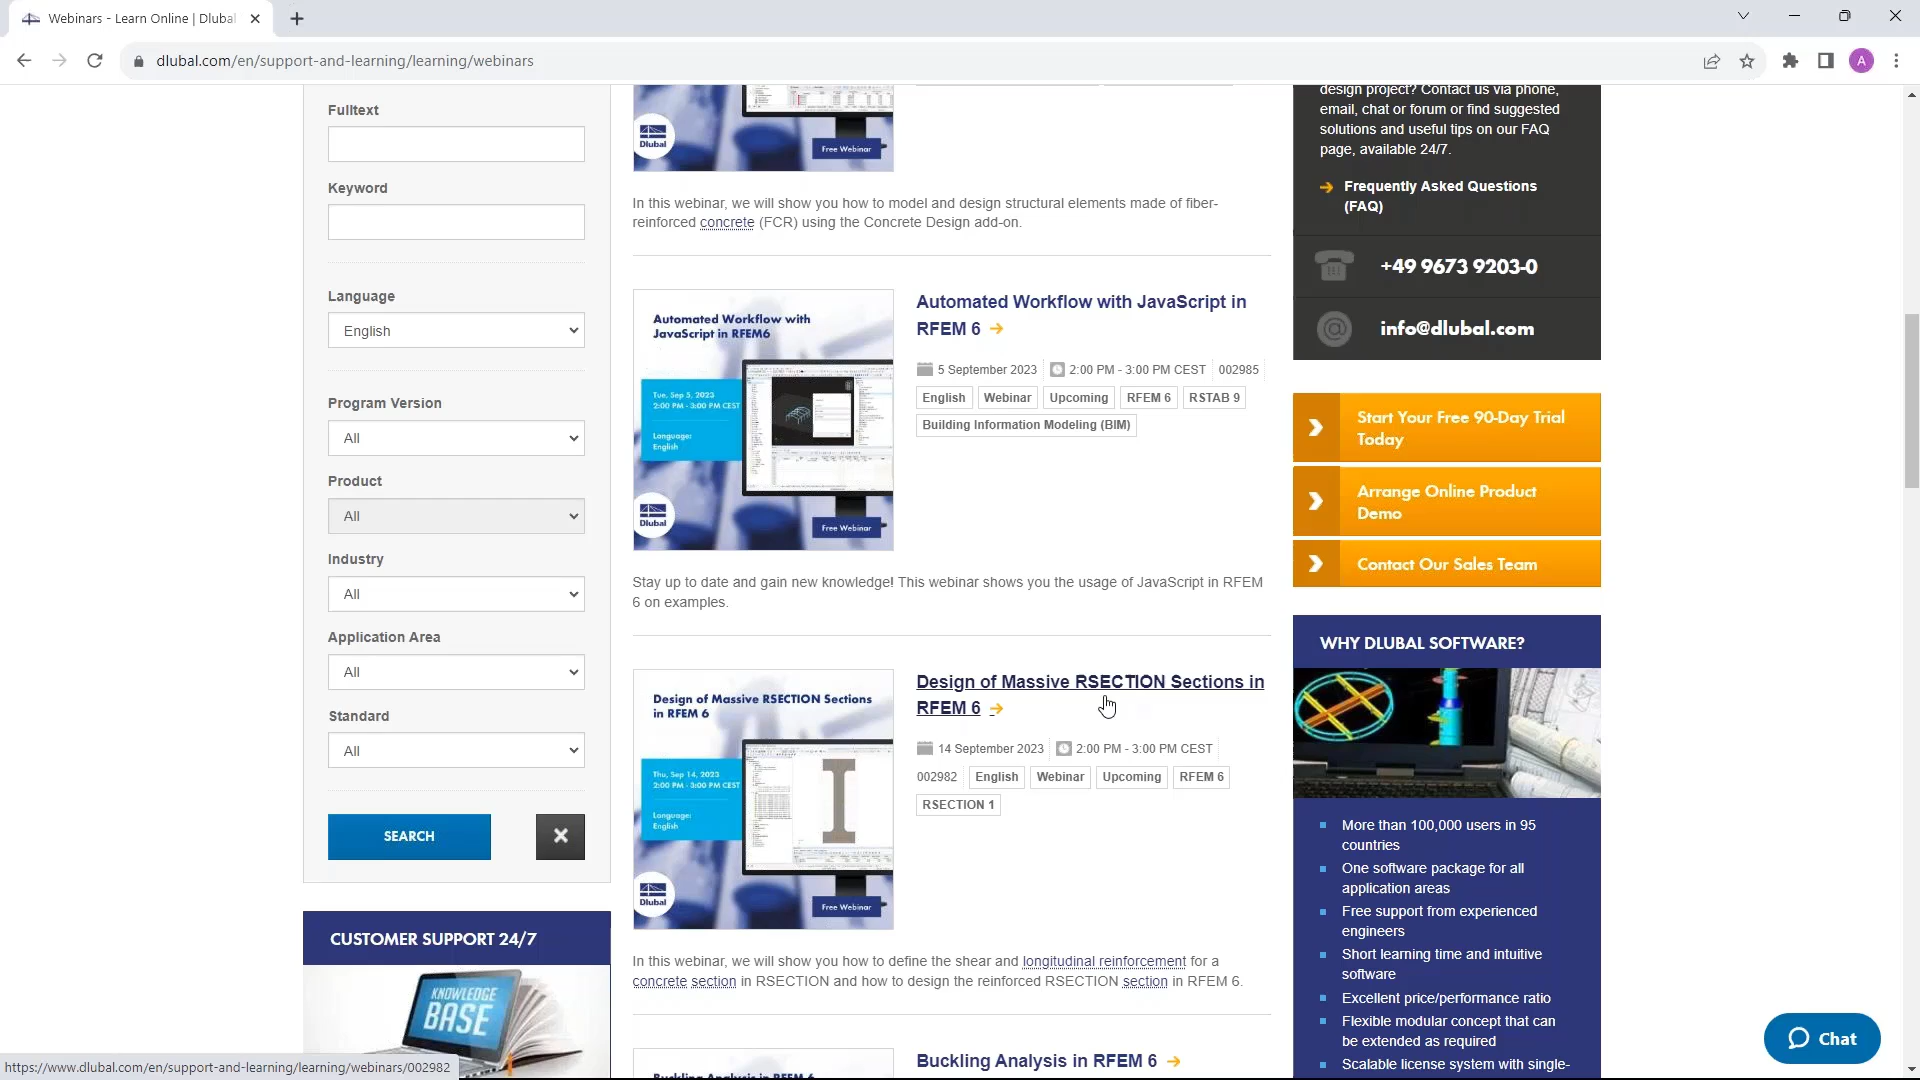 Webinars - Learn Online | Dlubal
dlubal.com/en/support-and-learning/learning/webinars
A
Fulltext
Keyword
Language
English
Program Version
All
Product
All
Industry
All
Application Area
All
Standard
All
SEARCH
CUSTOMER SUPPORT 24/7
KNOWLEDGE
BASE
Dlubal
Free Webinar
In this webinar, we will show you how to model and design structural elements made of fiber-
reinforced concrete (FCR) using the Concrete Design add-on.
Automated Workflow with
JavaScript in RFEM6
Tue, Sep 5, 2023
2:00 PM - 3:00 PM CEST
Language:
English
Dlubal
Free Webinar
Automated Workflow with JavaScript in
RFEM 6
5 September 2023
2:00 PM - 3:00 PM CEST
002985
English
Webinar
Upcoming
RFEM 6
RSTAB 9
Building Information Modeling (BIM)
Stay up to date and gain new knowledge! This webinar shows you the usage of JavaScript in RFEM
6 on examples.
Design of Massive RSECTION Sections
in RFEM 6
Thu, Sep 14, 2023
2:00 PM - 3:00 PM CEST
Language:
English
Dlubal
Free Webinar
Design of Massive RSECTION Sections in
RFEM 6
14 September 2023
2:00 PM - 3:00 PM CEST
002982
English
Webinar
Upcoming
RFEM 6
RSECTION 1
In this webinar, we will show you how to define the shear and longitudinal reinforcement for a
concrete section in RSECTION and how to design the reinforced RSECTION section in RFEM 6.
Buckling Analysis in RFEM 6
Buckling Analysis in RFEM 6
design project? Contact us via phone,
email, chat or forum or find suggested
solutions and useful tips on our FAQ
page, available 24/7.
Frequently Asked Questions
(FAQ)
+49 9673 9203-0
@
info@dlubal.com
Start Your Free 90-Day Trial
Today
Arrange Online Product
Demo
Contact Our Sales Team
WHY DLUBAL SOFTWARE?
More than 100,000 users in 95
countries
One software package for all
application areas
Free support from experienced
engineers
Short learning time and intuitive
software
Excellent price/performance ratio
Flexible modular concept that can
be extended as required
Scalable license system with single-
Chat
https://www.dlubal.com/en/support-and-learning/learning/webinars/002982